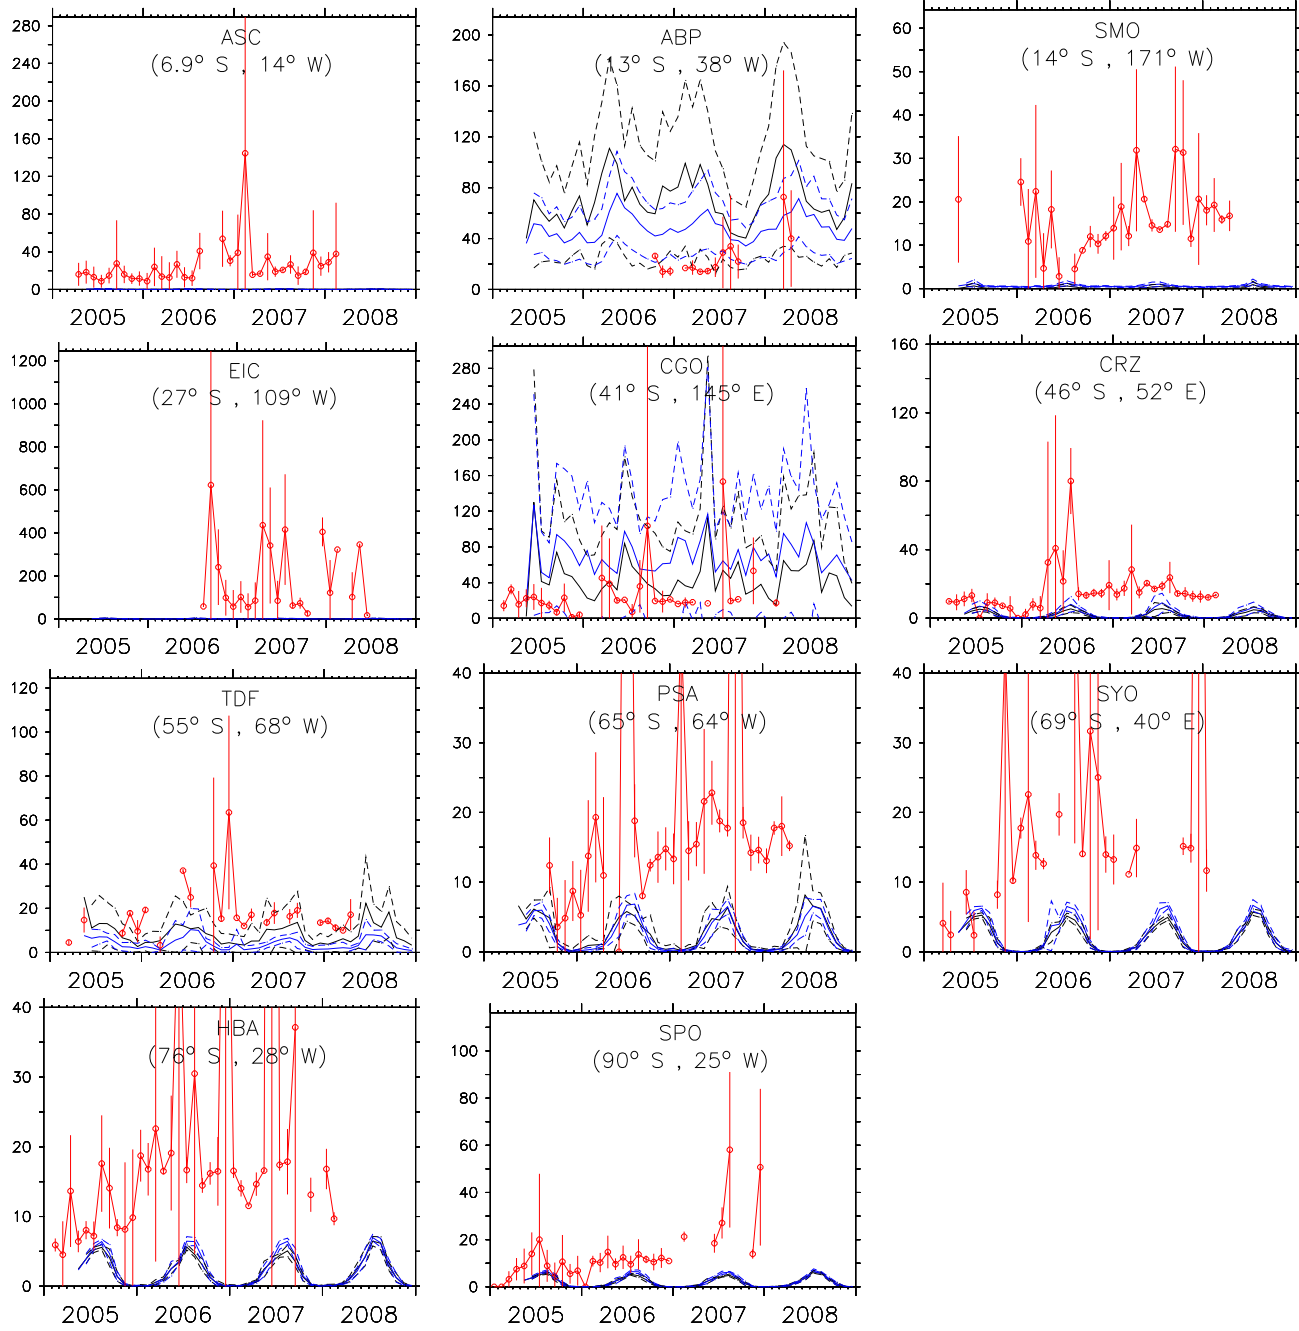 ASC
(6.9° S , 14° W)
280
240
200
160
120
80
40
0
2005 2006 2007 2008
ABP
(13° S , 38° W)
200
160
120
80
40
0
2005 2006 2007 2008
SMO
(14° S , 171° W)
60
50
40
30
20
10
0
2005 2006 2007 2008
EIC
(27° S , 109° W)
1200
1000
800
600
400
200
0
2005 2006 2007 2008
CGO
(41° S , 145° E)
280
240
200
160
120
80
40
0
2005 2006 2007 2008
CRZ
(46° S , 52° E)
160
120
80
40
0
2005 2006 2007 2008
TDF
(55° S , 68° W)
120
100
80
60
40
20
0
2005 2006 2007 2008
PSA
(65° S , 64° W)
40
30
20
10
0
2005 2006 2007 2008
SYO
(69° S , 40° E)
40
30
20
10
0
2005 2006 2007 2008
HBA
(76° S , 28° W)
40
30
20
10
0
2005 2006 2007 2008
SPO
(90° S , 25° W)
100
80
60
40
20
0
2005 2006 2007 2008